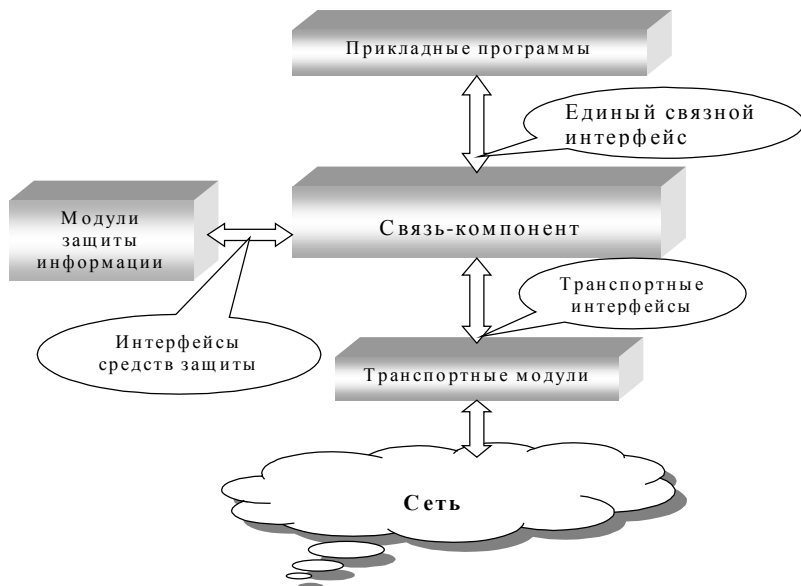 Прикладные программы
Единый связной
интерфейс
Модули
защиты
информации
Связь-компонент
Транспортные
интерфейсы
Интерфейсы
средств защиты
Транспортные модули
Сеть